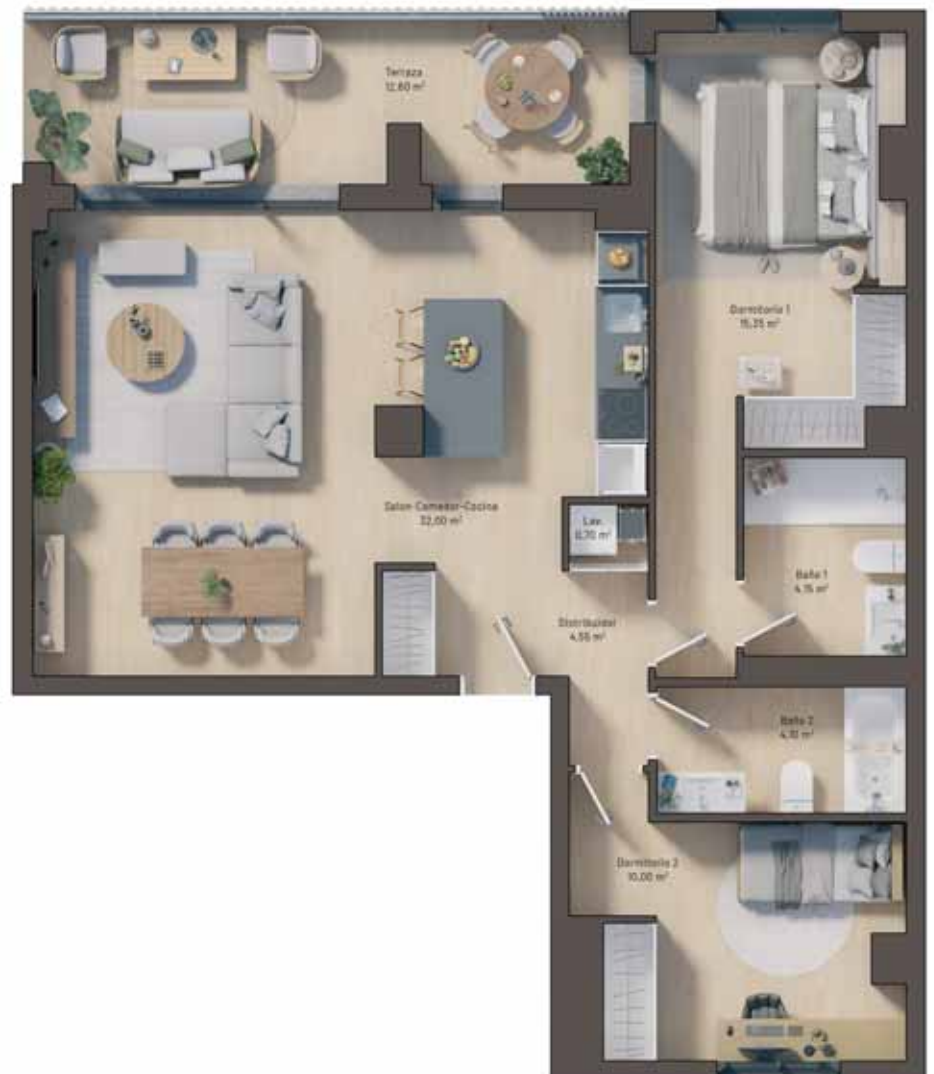 Terraza
12,60 m²
Dormitorio 1
15,35 m²
Salon-Comedor-Cocina
32,00 m²
Lav.
0,70 m²
Baño 1
4,15 m²
Distribuidor
4,55 m²
Baño 2
4,10 m²
Dormitorio 2
10,00 m²